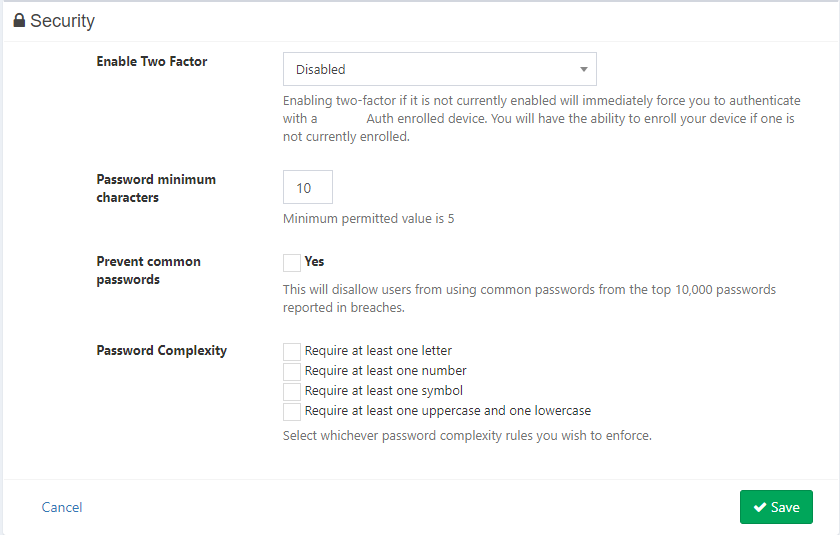 Security
Enable Two Factor
Disabled
Enabling two-factor if it is not currently enabled will immediately force you to authenticate
with a Auth enrolled device. You will have the ability to enroll your device if one is
not currently enrolled.
Password minimum
characters
10
Minimum permitted value is 5
Prevent common
passwords
Yes
This will disallow users from using common passwords from the top 10,000 passwords
reported in breaches.
Password Complexity
Require at least one letter
Require at least one number
Require at least one symbol
Require at least one uppercase and one lowercase
Select whichever password complexity rules you wish to enforce.
Cancel
Save